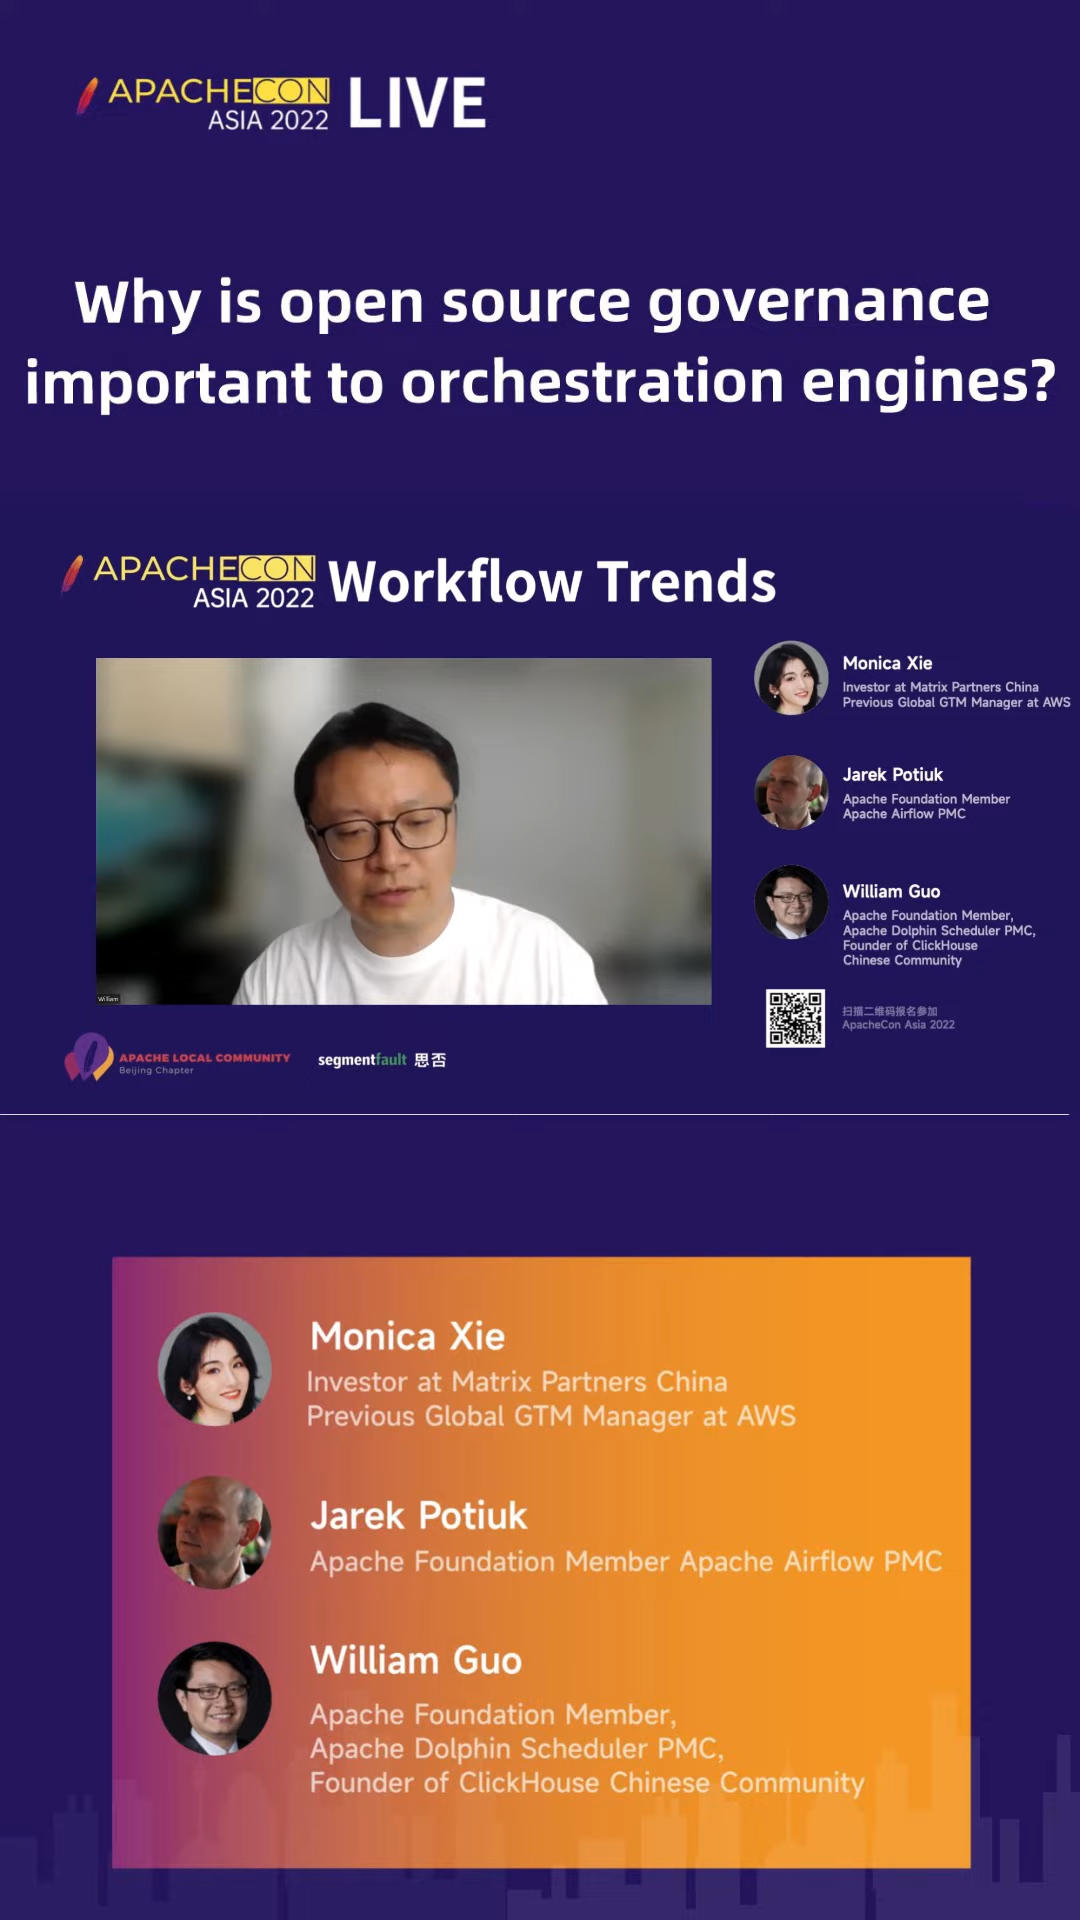 APACHECON LIVE
ASIA 2022
Why is open source governance
important to orchestration engines?
APACHECON Workflow Trends
ASIA 2022
Monica Xie
Investor at Matrix Partners China
Previous Global GTM Manager at AWS
Jarek Potiuk
Apache Foundation Member
Apache Airflow PMC
William Guo
Apache Foundation Member,
Apache Dolphin Scheduler PMC,
Founder of ClickHouse
Chinese Community
William
扫描二维码报名参加
ApacheCon Asia 2022
APACHE LOCAL COMMUNITY
Beijing Chapter
segmentfault 思否
Monica Xie
Investor at Matrix Partners China
Previous Global GTM Manager at AWS
Jarek Potiuk
Apache Foundation Member Apache Airflow PMC
William Guo
Apache Foundation Member,
Apache Dolphin Scheduler PMC,
Founder of ClickHouse Chinese Community